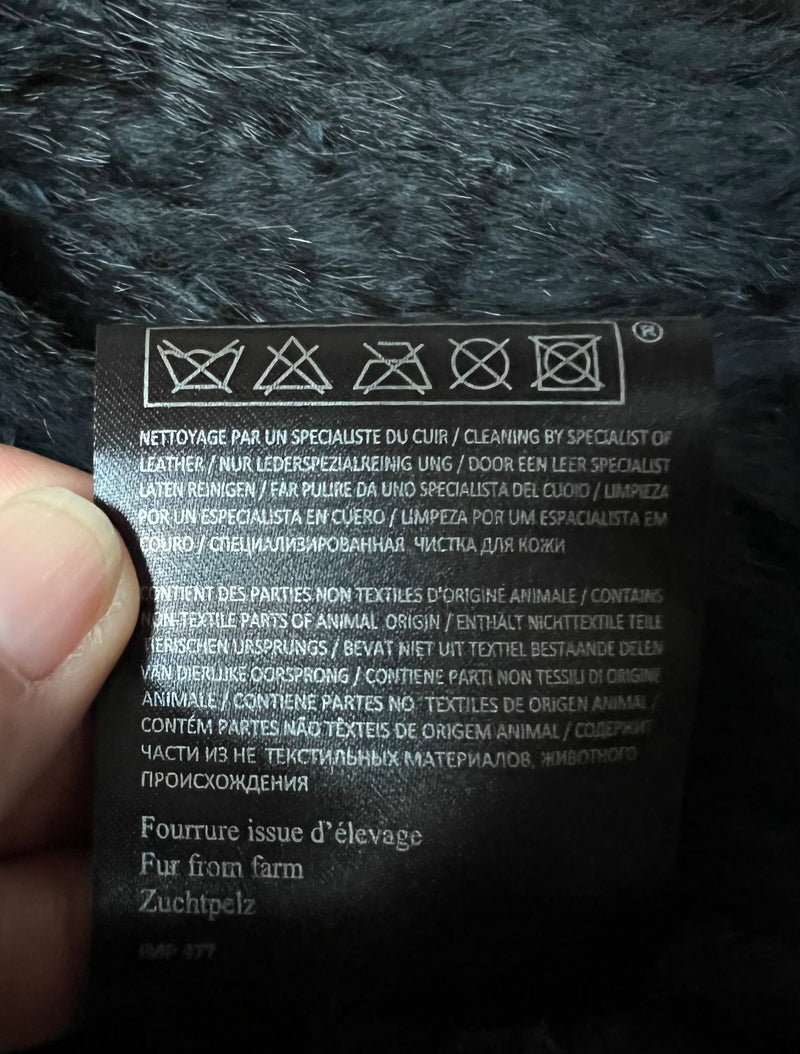 ®
NETTOYAGE PAR UN SPECIALISTE DU CUIR / CLEANING BY SPECIALIST OF
LEATHER / NUR LEDERSPEZIALREINIG UNG / DOOR EEN LEER SPECIALIST
LATEN REINIGEN / FAR PULIRE DA UNO SPECIALISTA DEL CUOIO / LIMPIEZA
POR UN ESPECIALISTA EN CUERO / LIMPEZA POR UM ESPACIALISTA EM
COURO / СПЕЦИАЛИЗИРОВАННАЯ ЧИСТКА ДЛЯ КОЖИ
CONTIENT DES PARTIES NON TEXTILES D'ORIGINE ANIMALE / CONTAINS
NON-TEXTILE PARTS OF ANIMAL ORIGIN / ENTHÄLT NICHTTEXTILE TEILE
TIERISCHEN URSPRUNGS / BEVAT NIET UIT TEXTIEL BESTAANDE DELEN
VAN DIERLIJKE OORSPRONG / CONTIENE PARTI NON TESSILI DI ORIGINE
ANIMALE / CONTIENE PARTES NO TEXTILES DE ORIGEN ANIMAL /
CONTÉM PARTES NÃO TÊXTEIS DE ORIGEM ANIMAL / СОДЕРЖИТ
ЧАСТИ ИЗ НЕ ТЕКСТИЛЬНЫХ МАТЕРИАЛОВ, ЖИВОТНОГО
ПРОИСХОЖДЕНИЯ
Fourrure issue d'élevage
Fur from farm
Zuchtpelz
IMP 477